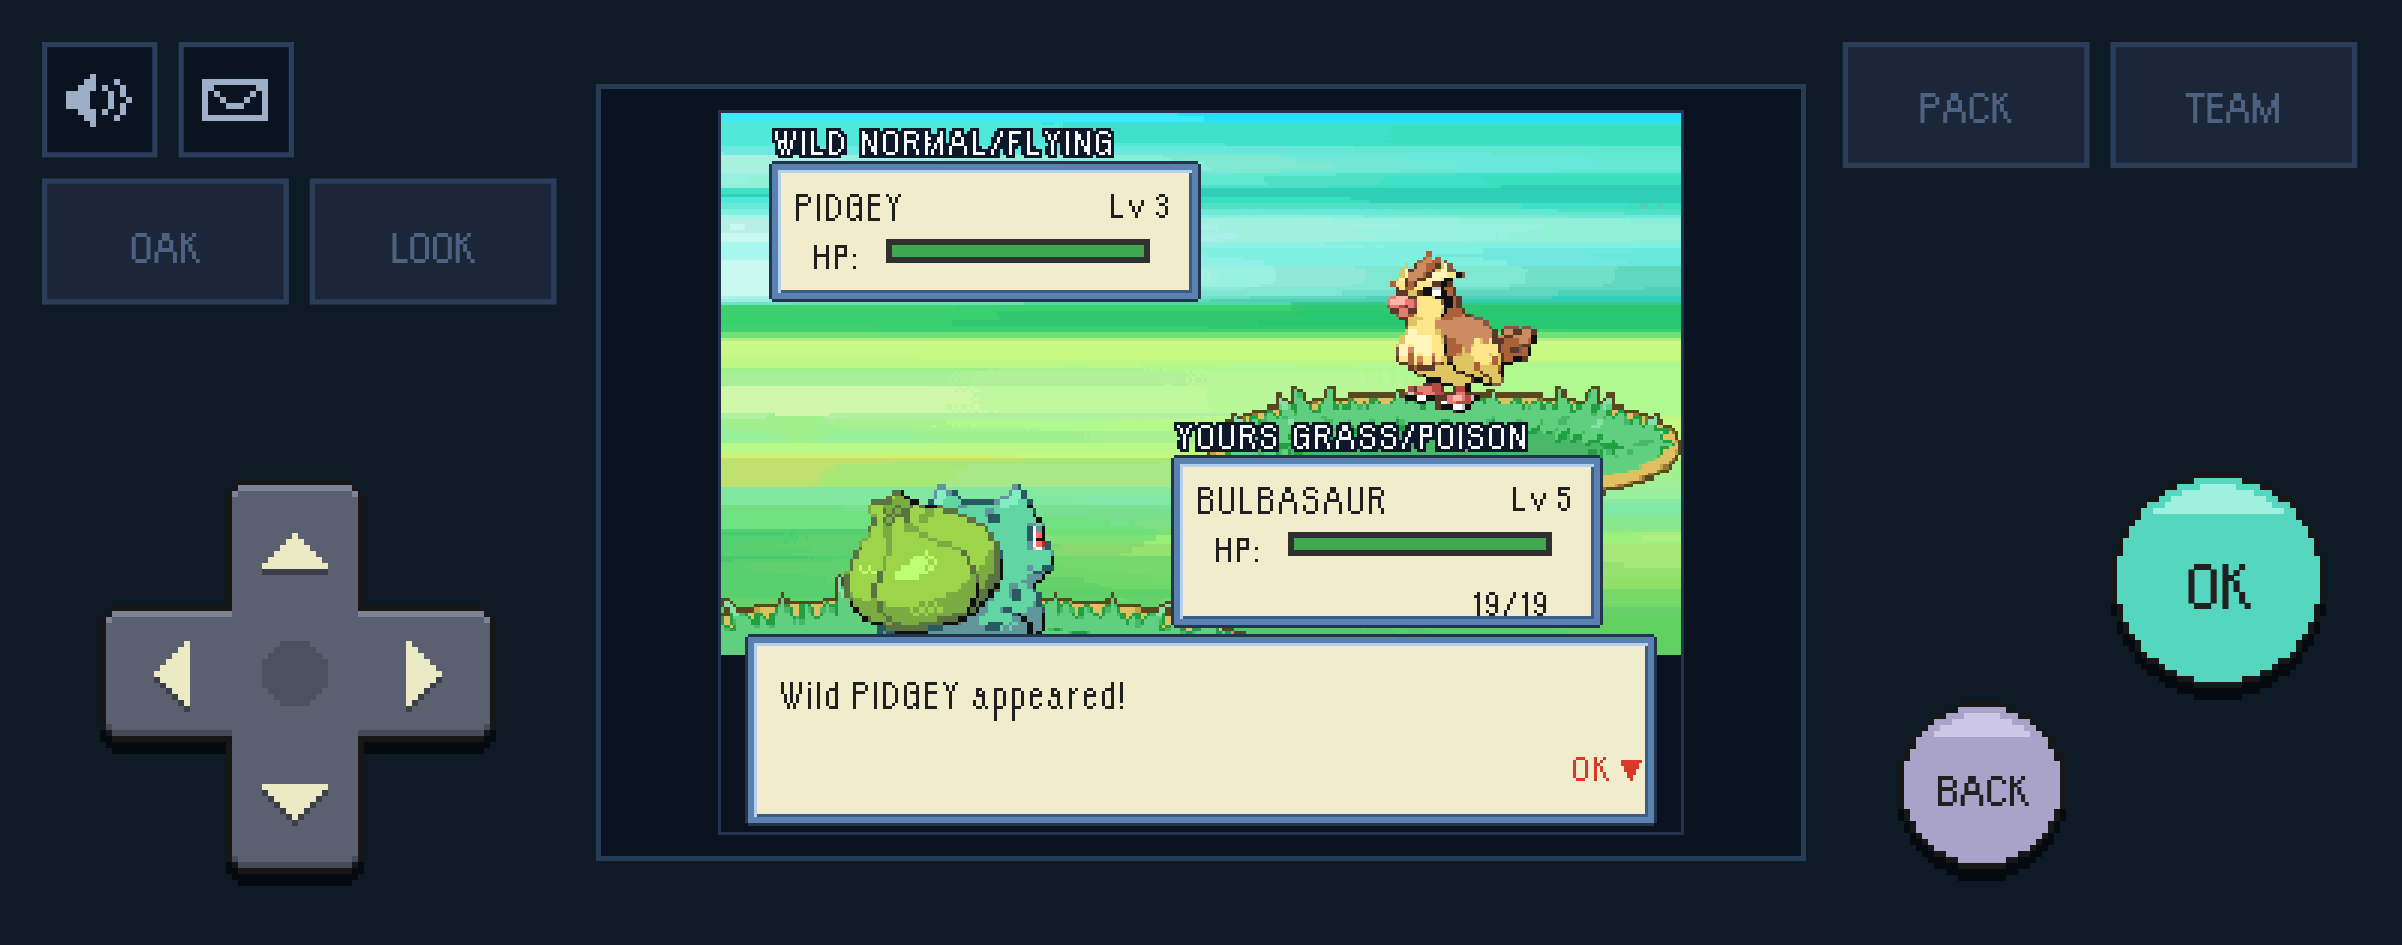 OAK
LOOK
WILD NORMAL/FLYING
PIDGEY Lv 3
HP:
YOURS GRASS/POISON
BULBASAUR Lv 5
HP:
19/19
Wild PIDGEY appeared!
OK
PACK
TEAM
OK
BACK